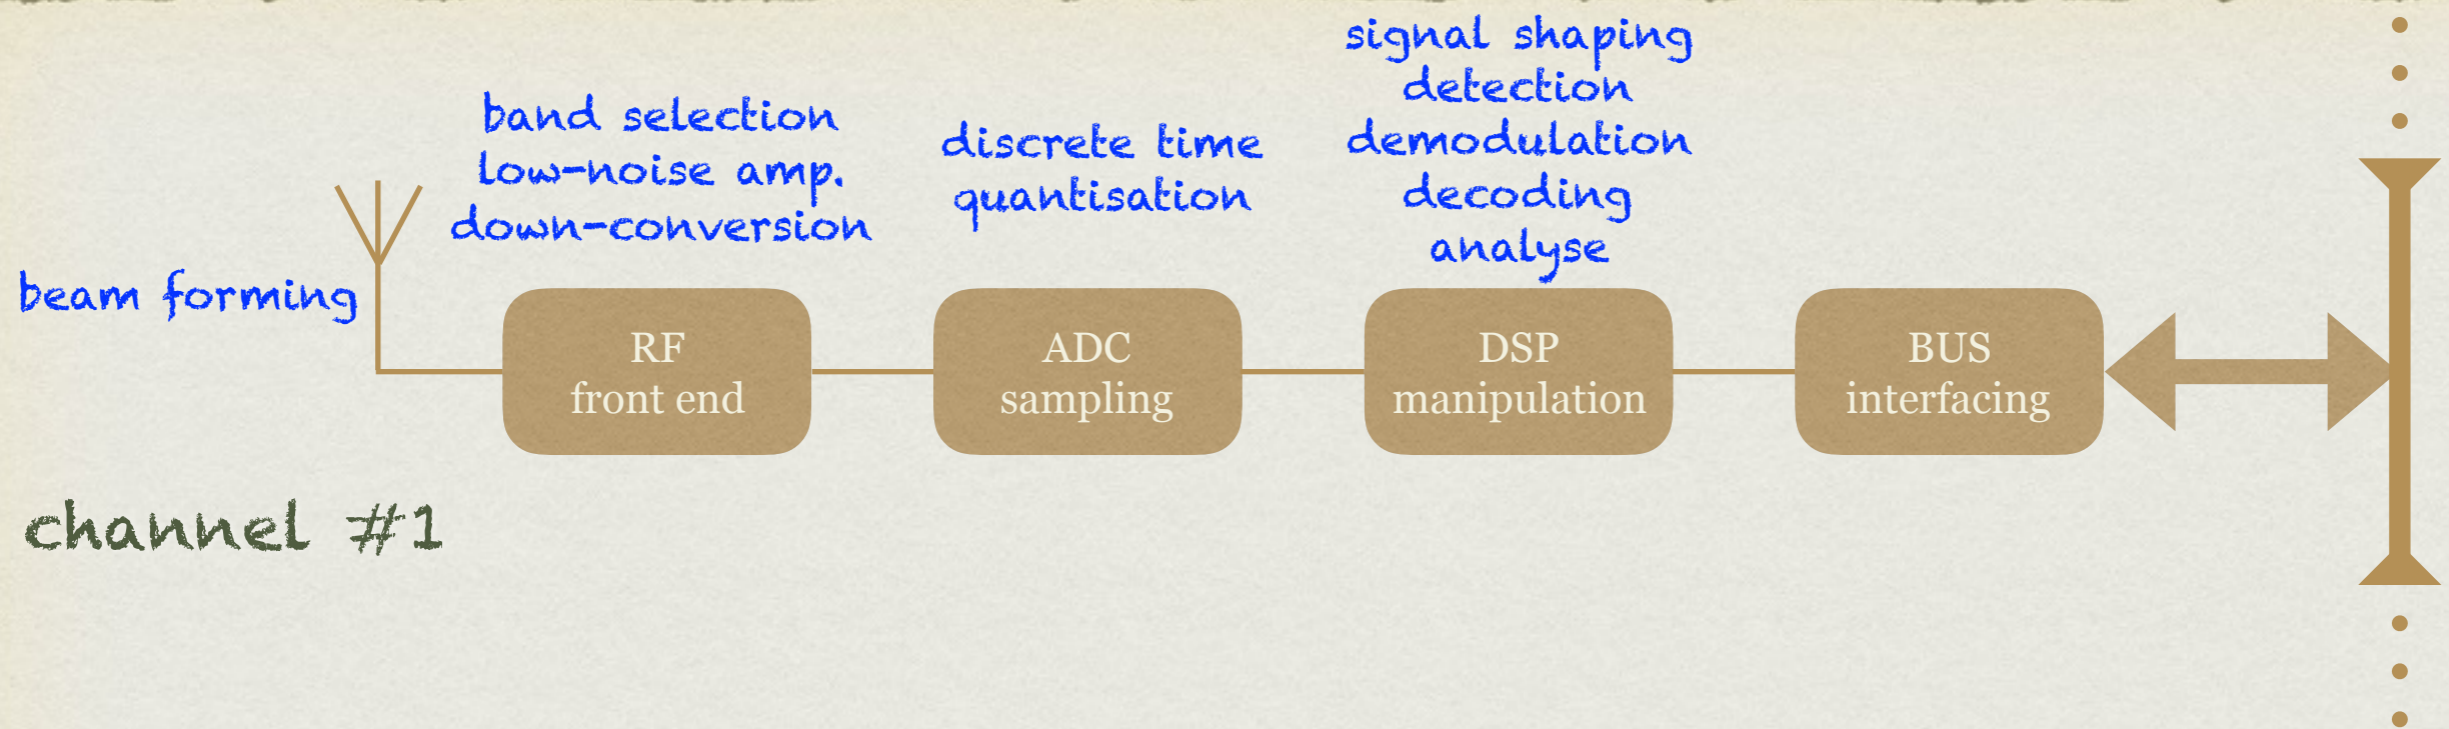 signal shaping
detection
demodulation
decoding
analyse
band selection
low-noise amp.
down-conversion
discrete time
quantisation
beam forming
RF
front end
ADC
sampling
DSP
manipulation
BUS
interfacing
channel #1